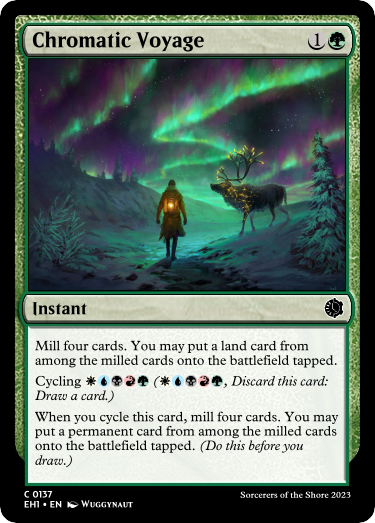 Chromatic Voyage 1
Instant
Mill four cards. You may put a land card from
among the milled cards onto the battlefield tapped.
Cycling (, Discard this card:
Draw a card.)
When you cycle this card, mill four cards. You may
put a permanent card from among the milled cards
onto the battlefield tapped. (Do this before you
draw.)
C 0137
EH1 • EN Wuggynaut
Sorcerers of the Shore 2023